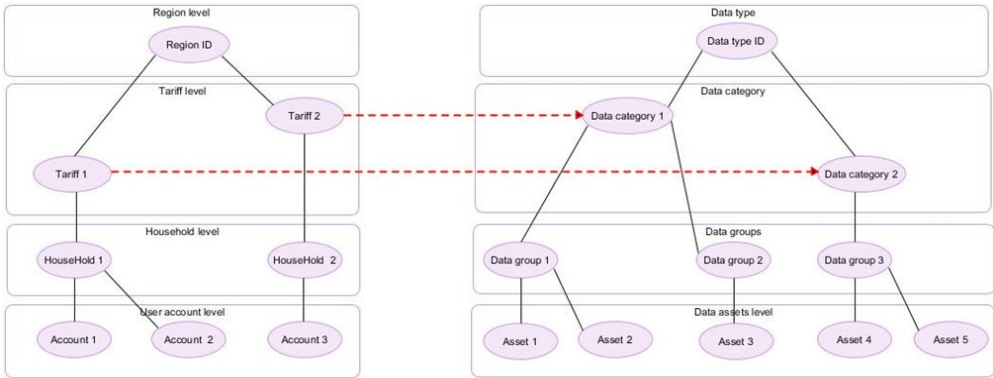 Region level
Region ID
Tariff level
Tariff 2
Tariff 1
Household level
HouseHold 1
HouseHold 2
User account level
Account 1
Account 2
Account 3
Data type
Data type ID
Data category
Data category 1
Data category 2
Data groups
Data group 1
Data group 2
Data group 3
Data assets level
Asset 1
Asset 2
Asset 3
Asset 4
Asset 5